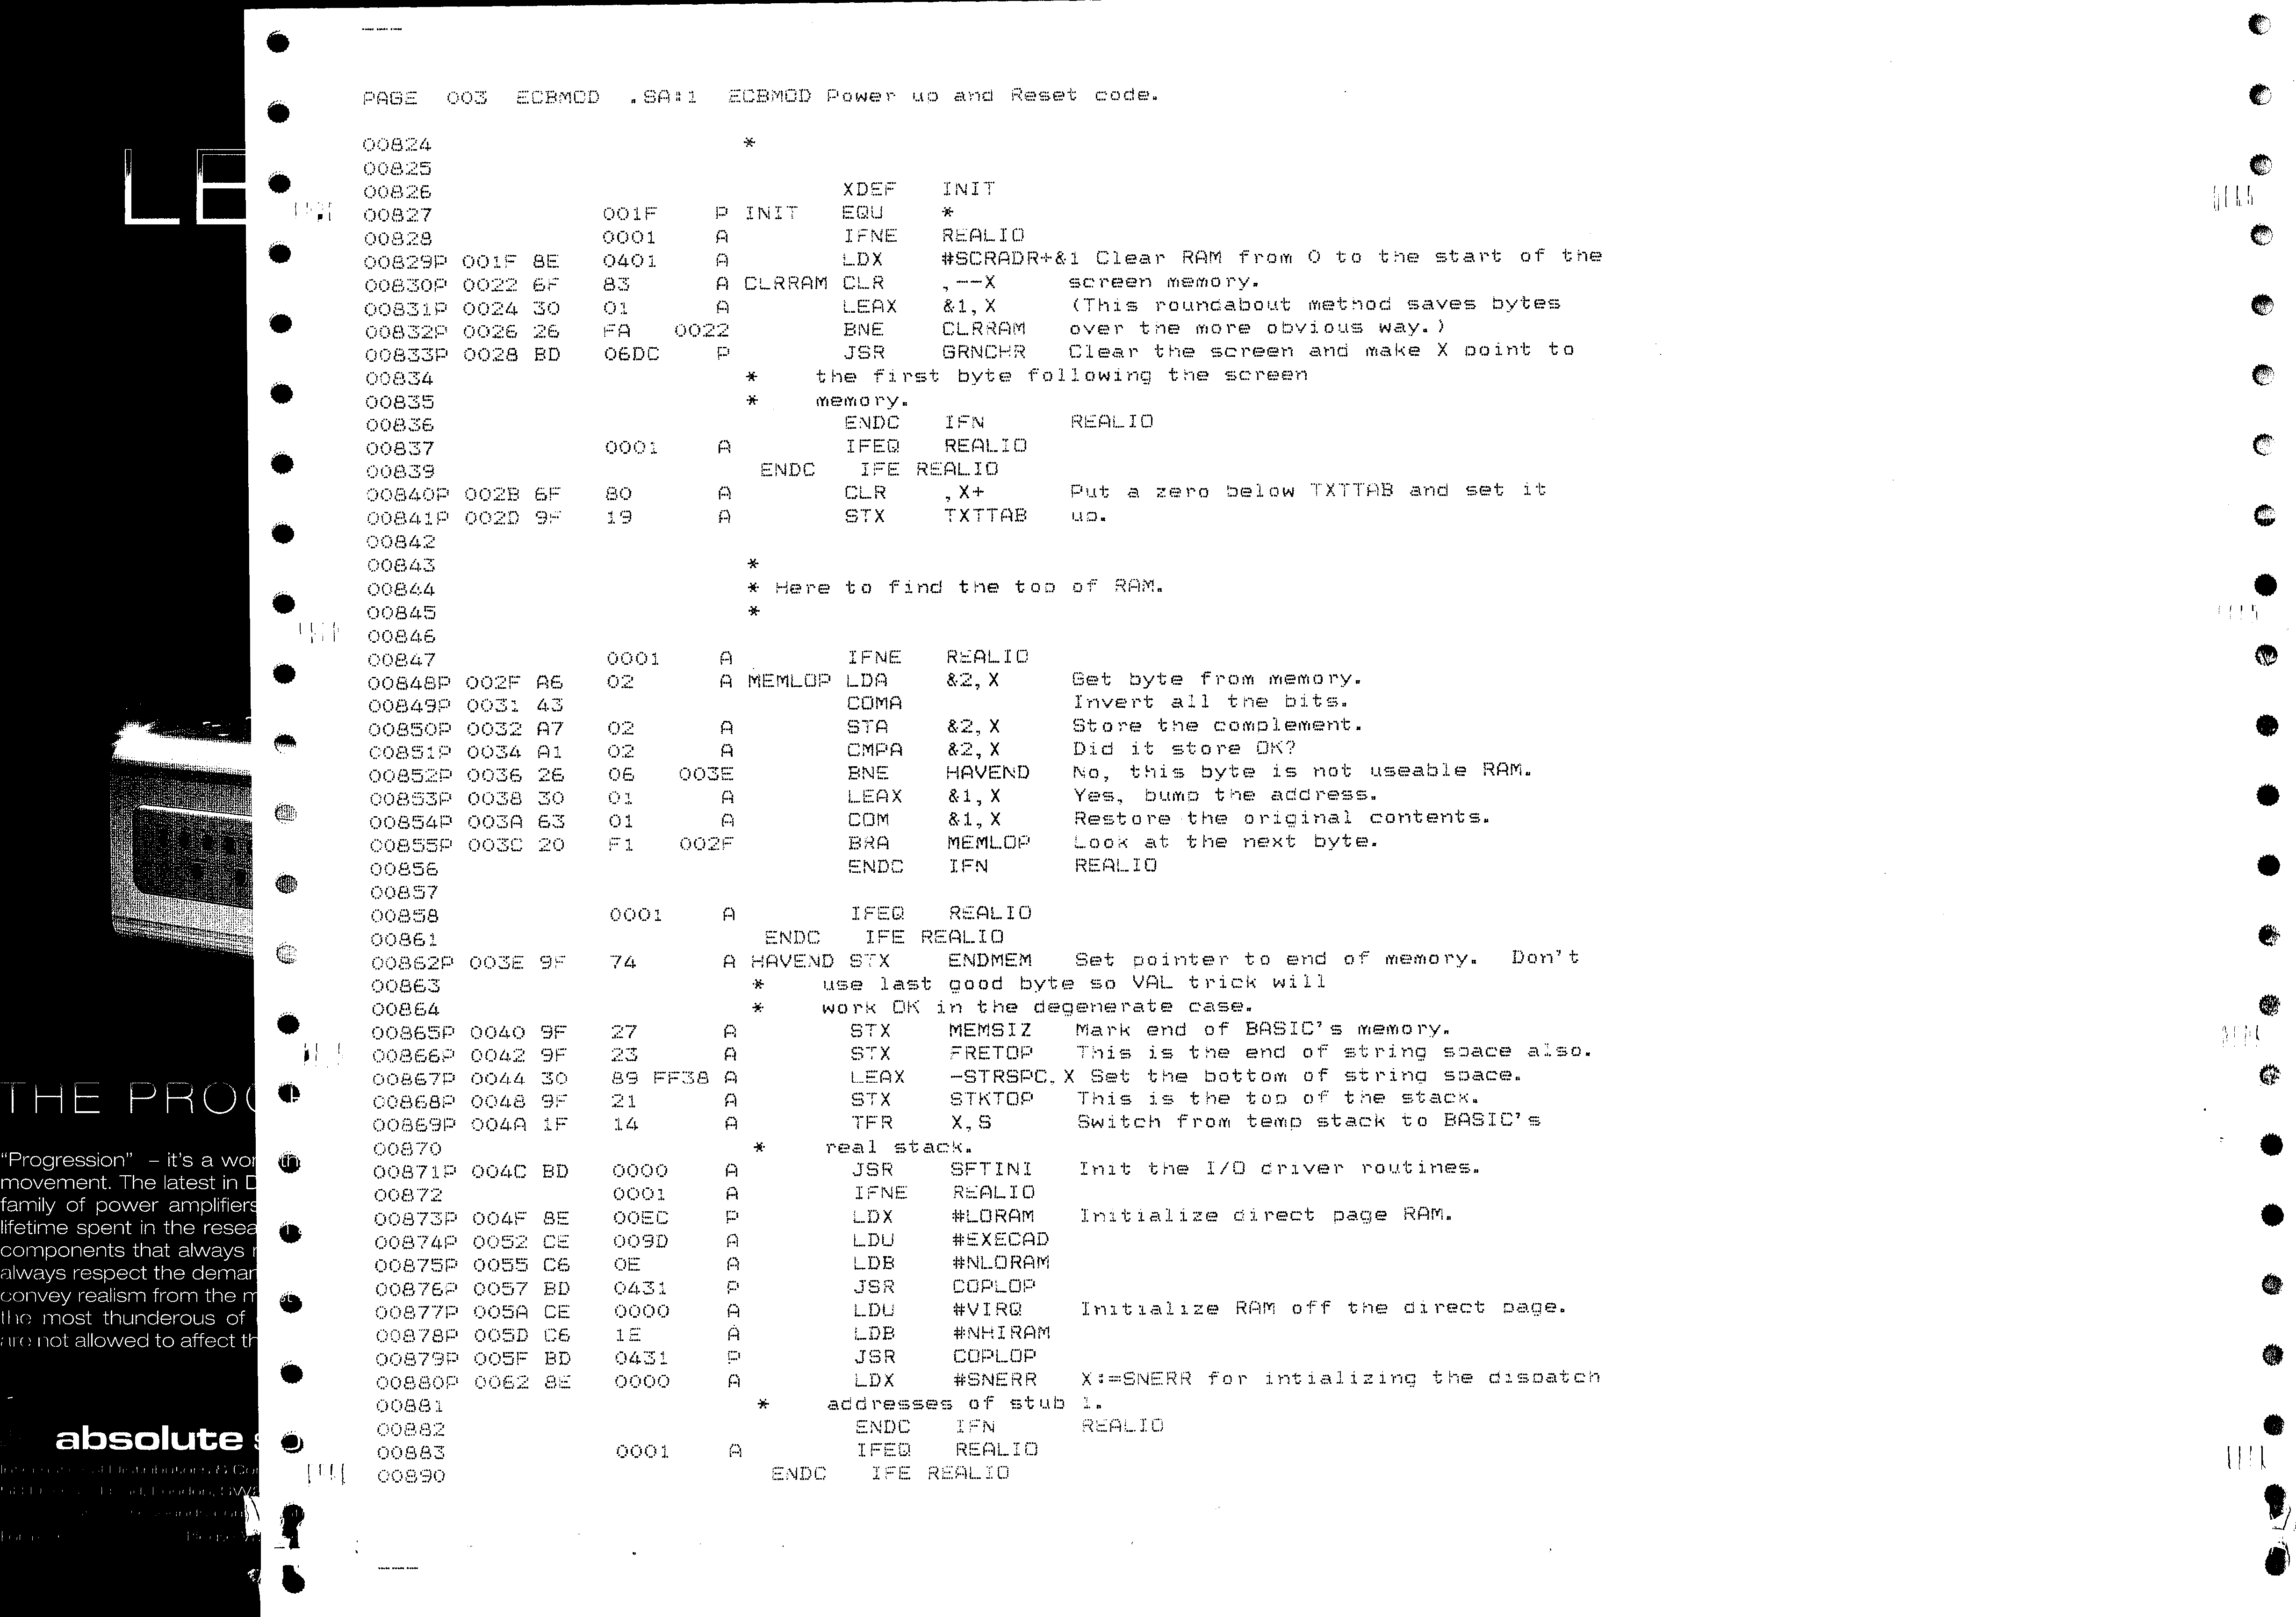 PAGE 003 ECBMOD .SA:1 ECBMOD Power up and Reset code.
00824 *
00825
00826 XDEF INIT
00827 001F P INIT EQU *
00828 0001 A IFNE REALIO
00829P 001F 8E 0401 A LDX #SCRADR+&1 Clear RAM from 0 to the start of the
00830P 0022 6F 83 A CLRRAM CLR ,--X screen memory.
00831P 0024 30 01 A LEAX &1,X (This roundabout method saves bytes
00832P 0026 26 FA 0022 BNE CLRRAM over the more obvious way.)
00833P 0028 BD 06DC P JSR GRNCHR Clear the screen and make X point to
00834 * the first byte following the screen
00835 * memory.
00836 ENDC IFN REALIO
00837 0001 A IFEQ REALIO
00839 ENDC IFE REALIO
00840P 002B 6F 80 A CLR ,X+ Put a zero below TXTTAB and set it
00841P 002D 9F 19 A STX TXTTAB up.
00842
00843 *
00844 * Here to find the top of RAM.
00845 *
00846
00847 0001 A IFNE REALIO
00848P 002F A6 02 A MEMLOP LDA &2,X Get byte from memory.
00849P 0031 43 COMA Invert all the bits.
00850P 0032 A7 02 A STA &2,X Store the complement.
00851P 0034 A1 02 A CMPA &2,X Did it store OK?
00852P 0036 26 06 003E BNE HAVEND No, this byte is not useable RAM.
00853P 0038 30 01 A LEAX &1,X Yes, bump the address.
00854P 003A 63 01 A COM &1,X Restore the original contents.
00855P 003C 20 F1 002F BRA MEMLOP Look at the next byte.
00856 ENDC IFN REALIO
00857
00858 0001 A IFEQ REALIO
00861 ENDC IFE REALIO
00862P 003E 9F 74 A HAVEND STX ENDMEM Set pointer to end of memory. Don't
00863 * use last good byte so VAL trick will
00864 * work OK in the degenerate case.
00865P 0040 9F 27 A STX MEMSIZ Mark end of BASIC's memory.
00866P 0042 9F 23 A STX FRETOP This is the end of string space also.
00867P 0044 30 89 FF38 A LEAX -STRSPC,X Set the bottom of string space.
00868P 0048 9F 21 A STX STKTOP This is the top of the stack.
00869P 004A 1F 14 A TFR X,S Switch from temp stack to BASIC's
00870 * real stack.
00871P 004C BD 0000 A JSR SFTINI Init the I/O driver routines.
00872 0001 A IFNE REALIO
00873P 004F 8E 00EC P LDX #LORAM Initialize direct page RAM.
00874P 0052 CE 009D A LDU #EXECAD
00875P 0055 C6 0E A LDB #NLORAM
00876P 0057 BD 0431 P JSR COPLOP
00877P 005A CE 0000 A LDU #VIRQ Initialize RAM off the direct page.
00878P 005D C6 1E A LDB #NHIRAM
00879P 005F BD 0431 P JSR COPLOP
00880P 0062 8E 0000 A LDX #SNERR X:=SNERR for intializing the dispatch
00881 * addresses of stub 1.
00882 ENDC IFN REALIO
00883 0001 A IFEQ REALIO
00890 ENDC IFE REALIO
LE
THE PROG
"Progression" – it's a wor
movement. The latest in D
family of power amplifiers
lifetime spent in the resea
components that always
always respect the deman
convey realism from the m
the most thunderous of
are not allowed to affect th
absolute s